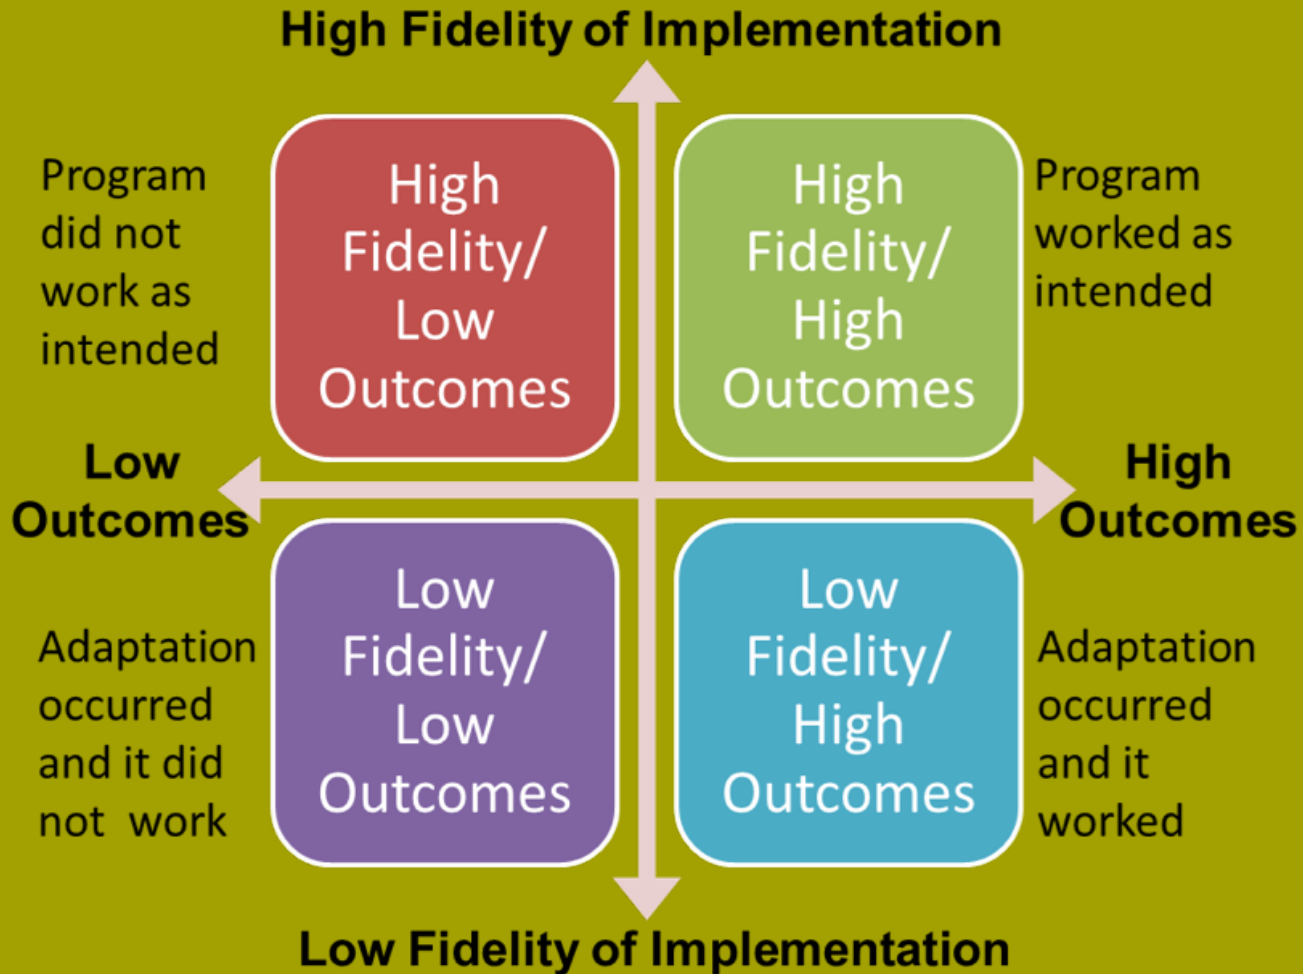 High Fidelity of Implementation
Program
did not
work as
intended
High
Fidelity/
Low
Outcomes
High
Fidelity/
High
Outcomes
Program
worked as
intended
Low
Outcomes
High
Outcomes
Adaptation
occurred
and it did
not  work
Low
Fidelity/
Low
Outcomes
Low
Fidelity/
High
Outcomes
Adaptation
occurred
and it
worked
Low Fidelity of Implementation